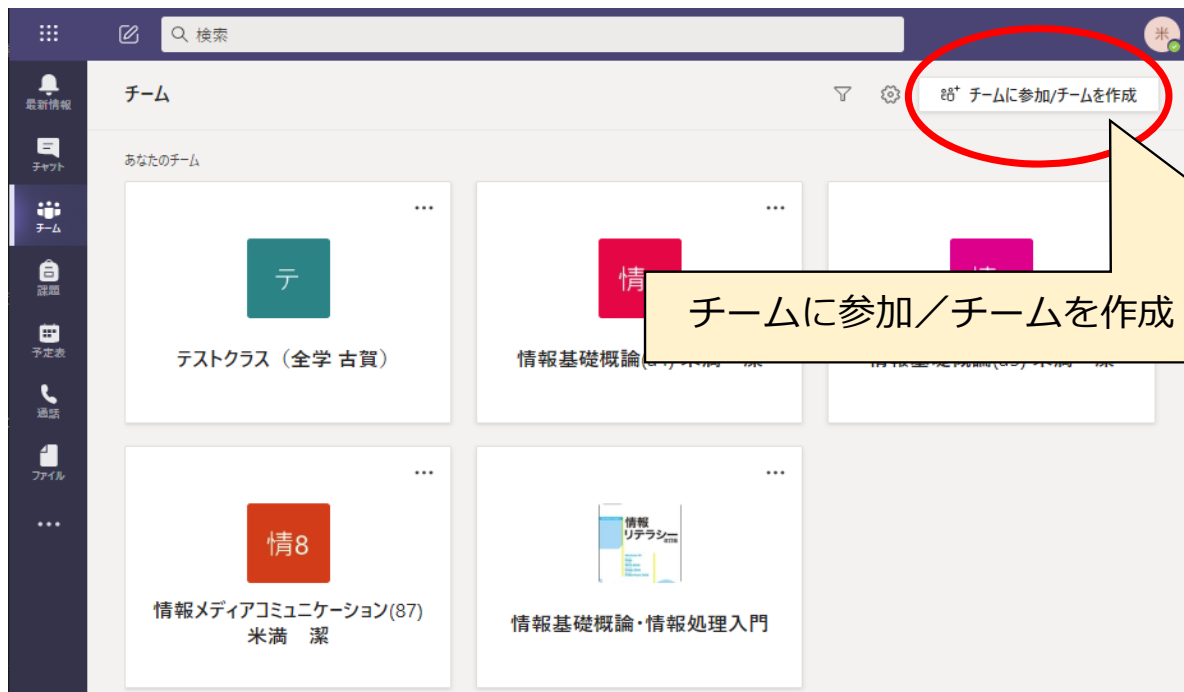 検索
米
最新情報
チーム
チームに参加/チームを作成
チャット
あなたのチーム
チーム
課題
予定表
通話
ファイル
テ
テストクラス（全学 古賀）
情
情報基礎概論
チームに参加／チームを作成
情8
情報メディアコミュニケーション(87)
米満　潔
情報
リテラシー
情報基礎概論・情報処理入門